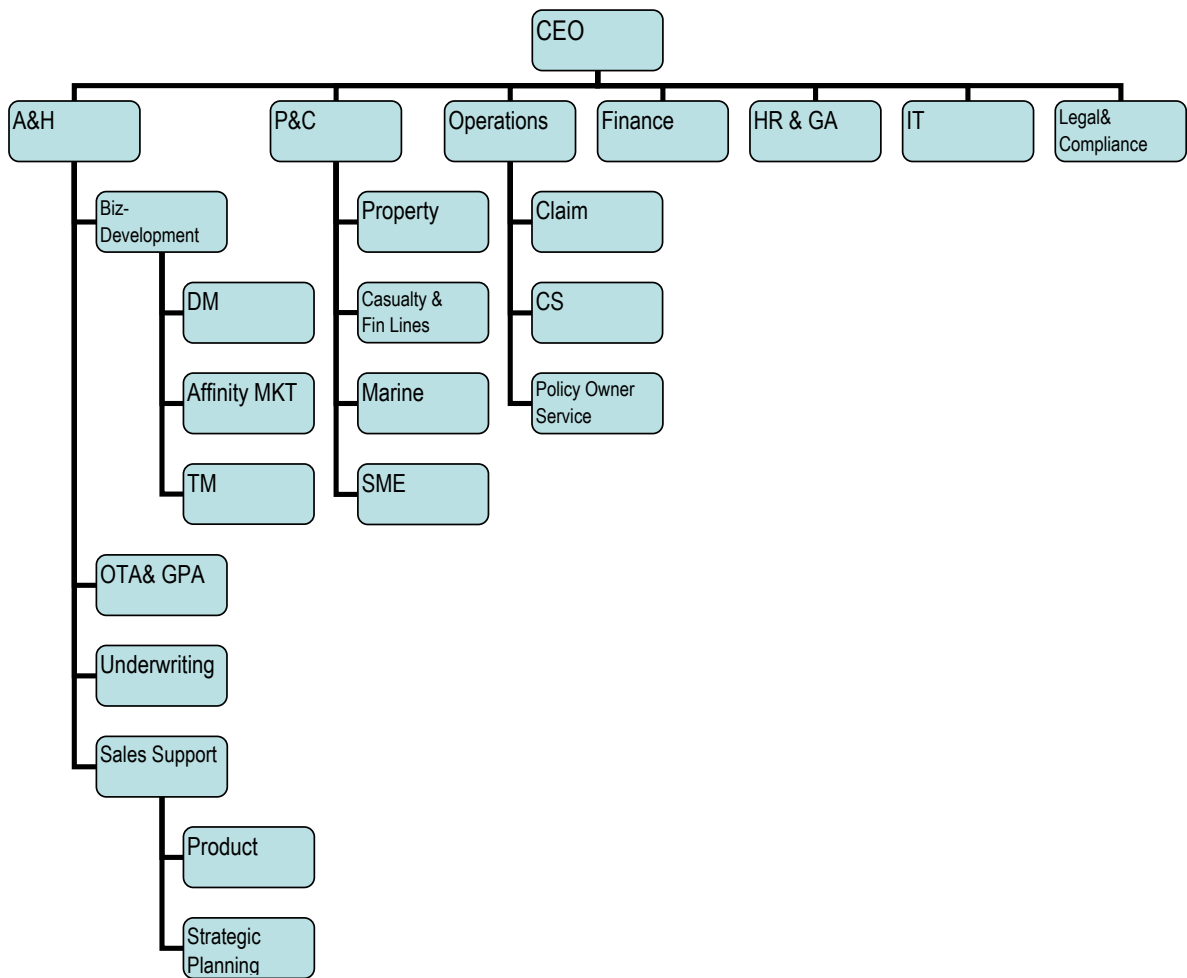 CEO
A&H
P&C
Operations
Finance
HR & GA
IT
Legal&
Compliance
Biz-
Development
Property
Claim
DM
Casualty &
Fin Lines
CS
Affinity MKT
Marine
Policy Owner
Service
TM
SME
OTA& GPA
Underwriting
Sales Support
Product
Strategic
Planning